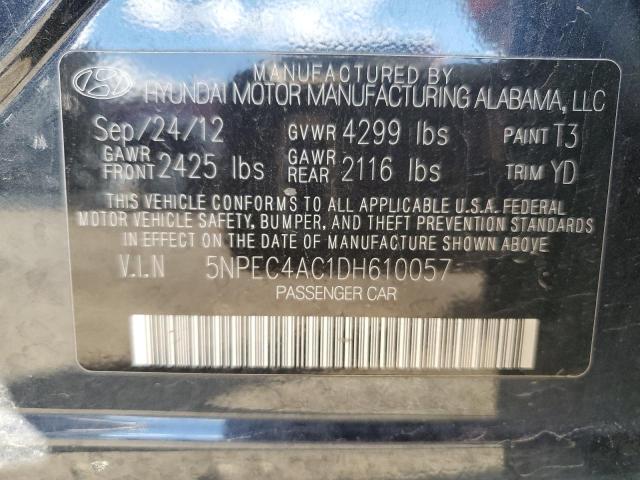 MANUFACTURED BY
HYUNDAI MOTOR MANUFACTURING ALABAMA, LLC
Sep/24/12 GVWR 4299 lbs PAINT T3
GAWR FRONT 2425 lbs GAWR REAR 2116 lbs TRIM YD
THIS VEHICLE CONFORMS TO ALL APPLICABLE U.S.A. FEDERAL
MOTOR VEHICLE SAFETY, BUMPER, AND THEFT PREVENTION STANDARDS
IN EFFECT ON THE DATE OF MANUFACTURE SHOWN ABOVE.
V.I.N 5NPEC4AC1DH610057
PASSENGER CAR